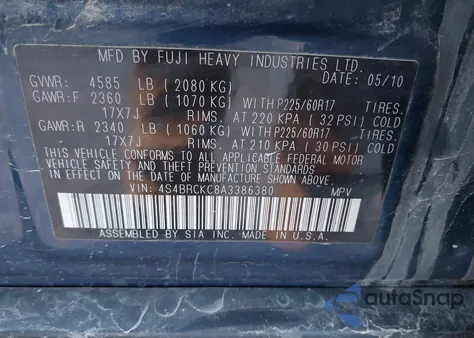 MFD BY FUJI HEAVY INDUSTRIES LTD.
DATE: 05/10
GVWR: 4585 LB (2080 KG)
GAWR:F 2360 LB (1070 KG) WITH P225/60R17 TIRES.
17X7J RIMS. AT 220 KPA (32 PSI) COLD
GAWR:R 2340 LB (1060 KG) WITH P225/60R17 TIRES.
17X7J RIMS. AT 210 KPA (30 PSI) COLD
THIS VEHICLE CONFORMS TO ALL APPLICABLE FEDERAL MOTOR
VEHICLE SAFETY AND THEFT PREVENTION STANDARDS
IN EFFECT ON THE DATE OF MANUFACTURE SHOWN ABOVE.
VIN: 4S4BRCKC8A3386380 MPV
ASSEMBLED BY SIA INC. IN U.S.A.
autoSnap